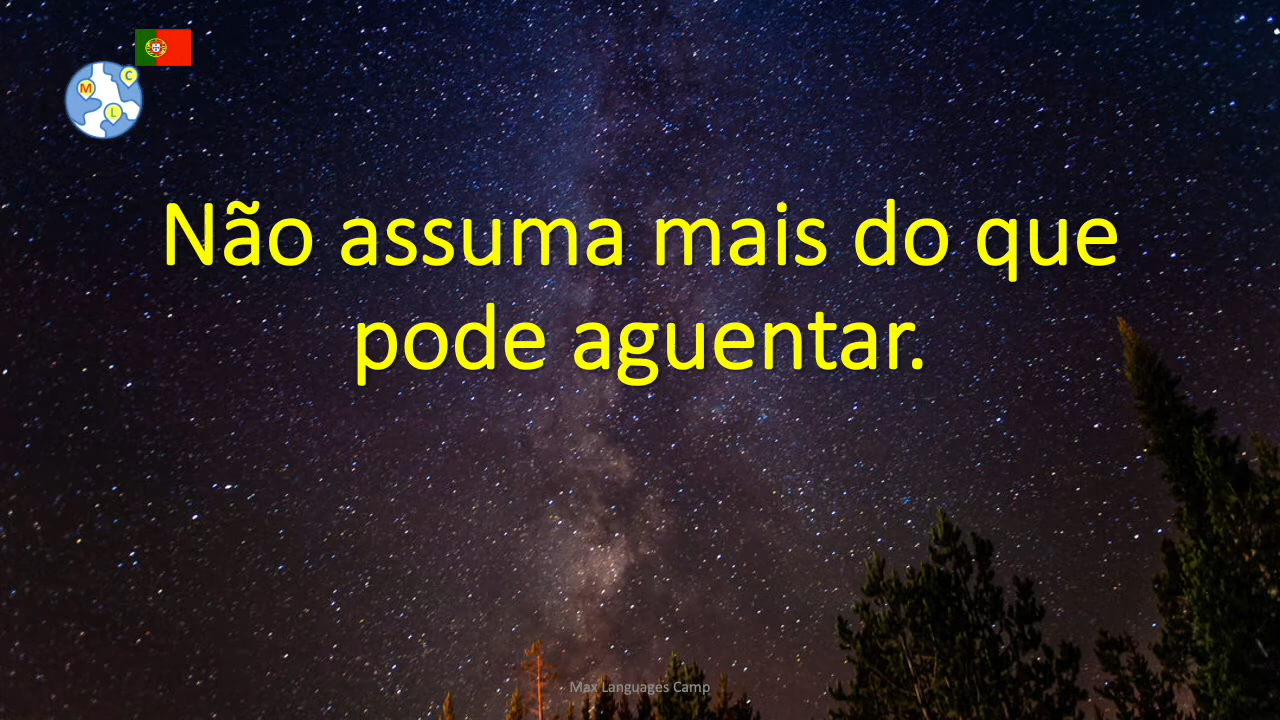 C
M
L
Não assuma mais do que
pode aguentar.
Max Languages Camp